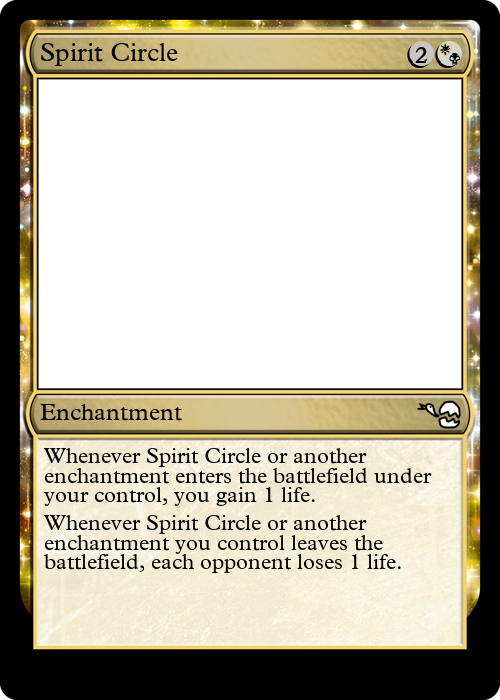 Spirit Circle 2
Enchantment
Whenever Spirit Circle or another
enchantment enters the battlefield under
your control, you gain 1 life.
Whenever Spirit Circle or another
enchantment you control leaves the
battlefield, each opponent loses 1 life.